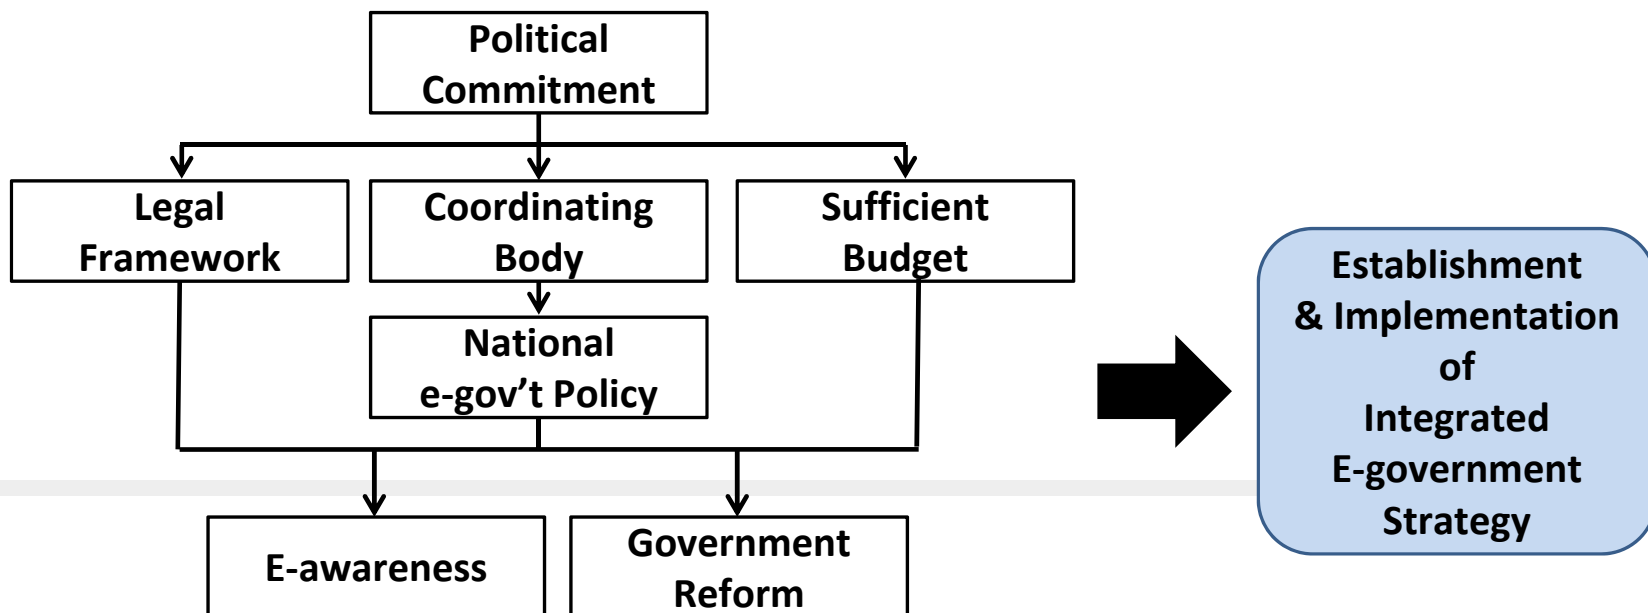 Political
Commitment
Legal
Framework
Coordinating
Body
Sufficient
Budget
National
e-gov’t Policy
E-awareness
Government
Reform
Establishment
& Implementation
of
Integrated
E-government
Strategy